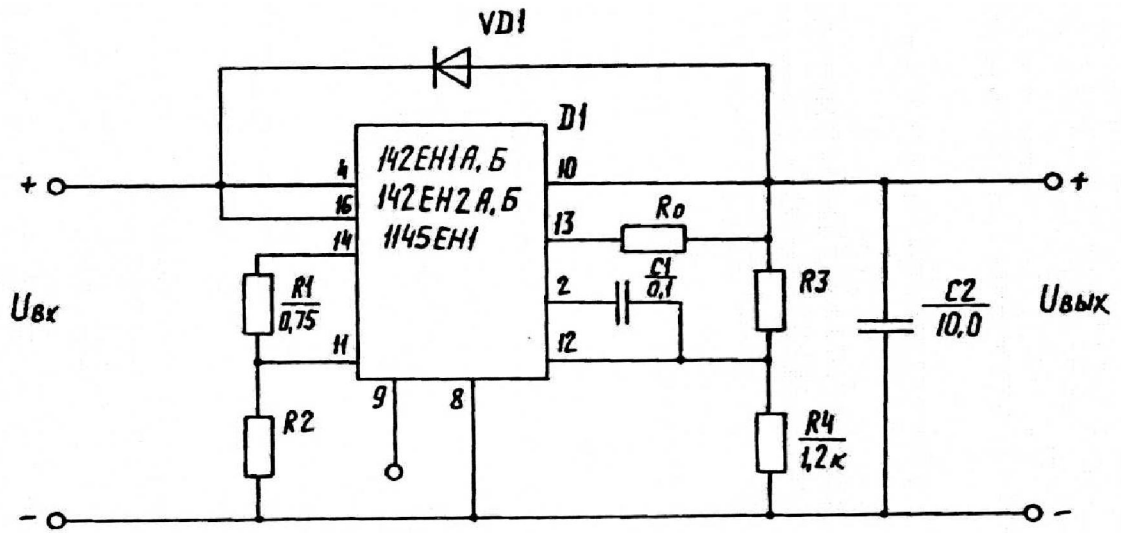 VD1
D1
142ЕН1А, Б
142ЕН2А, Б
1145ЕН1
4
16
14
11
9
8
10
13
2
12
+
Uвх
−
R1
0,75
R2
R0
C1
0,1
R3
R4
1,2к
C2
10,0
+
Uвых
−